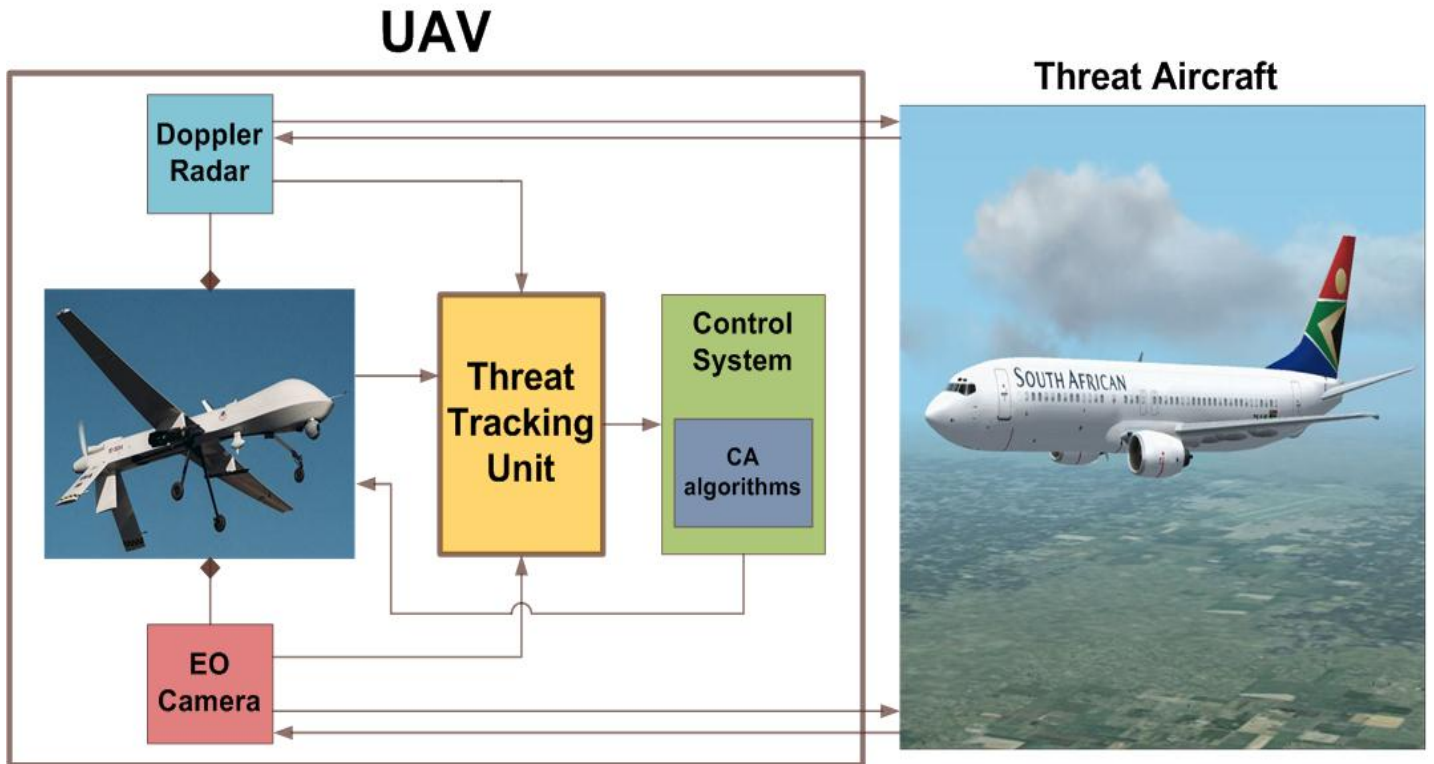 UAV
Threat Aircraft
Doppler
Radar
Threat
Tracking
Unit
Control
System
CA
algorithms
EO
Camera
SOUTH AFRICAN